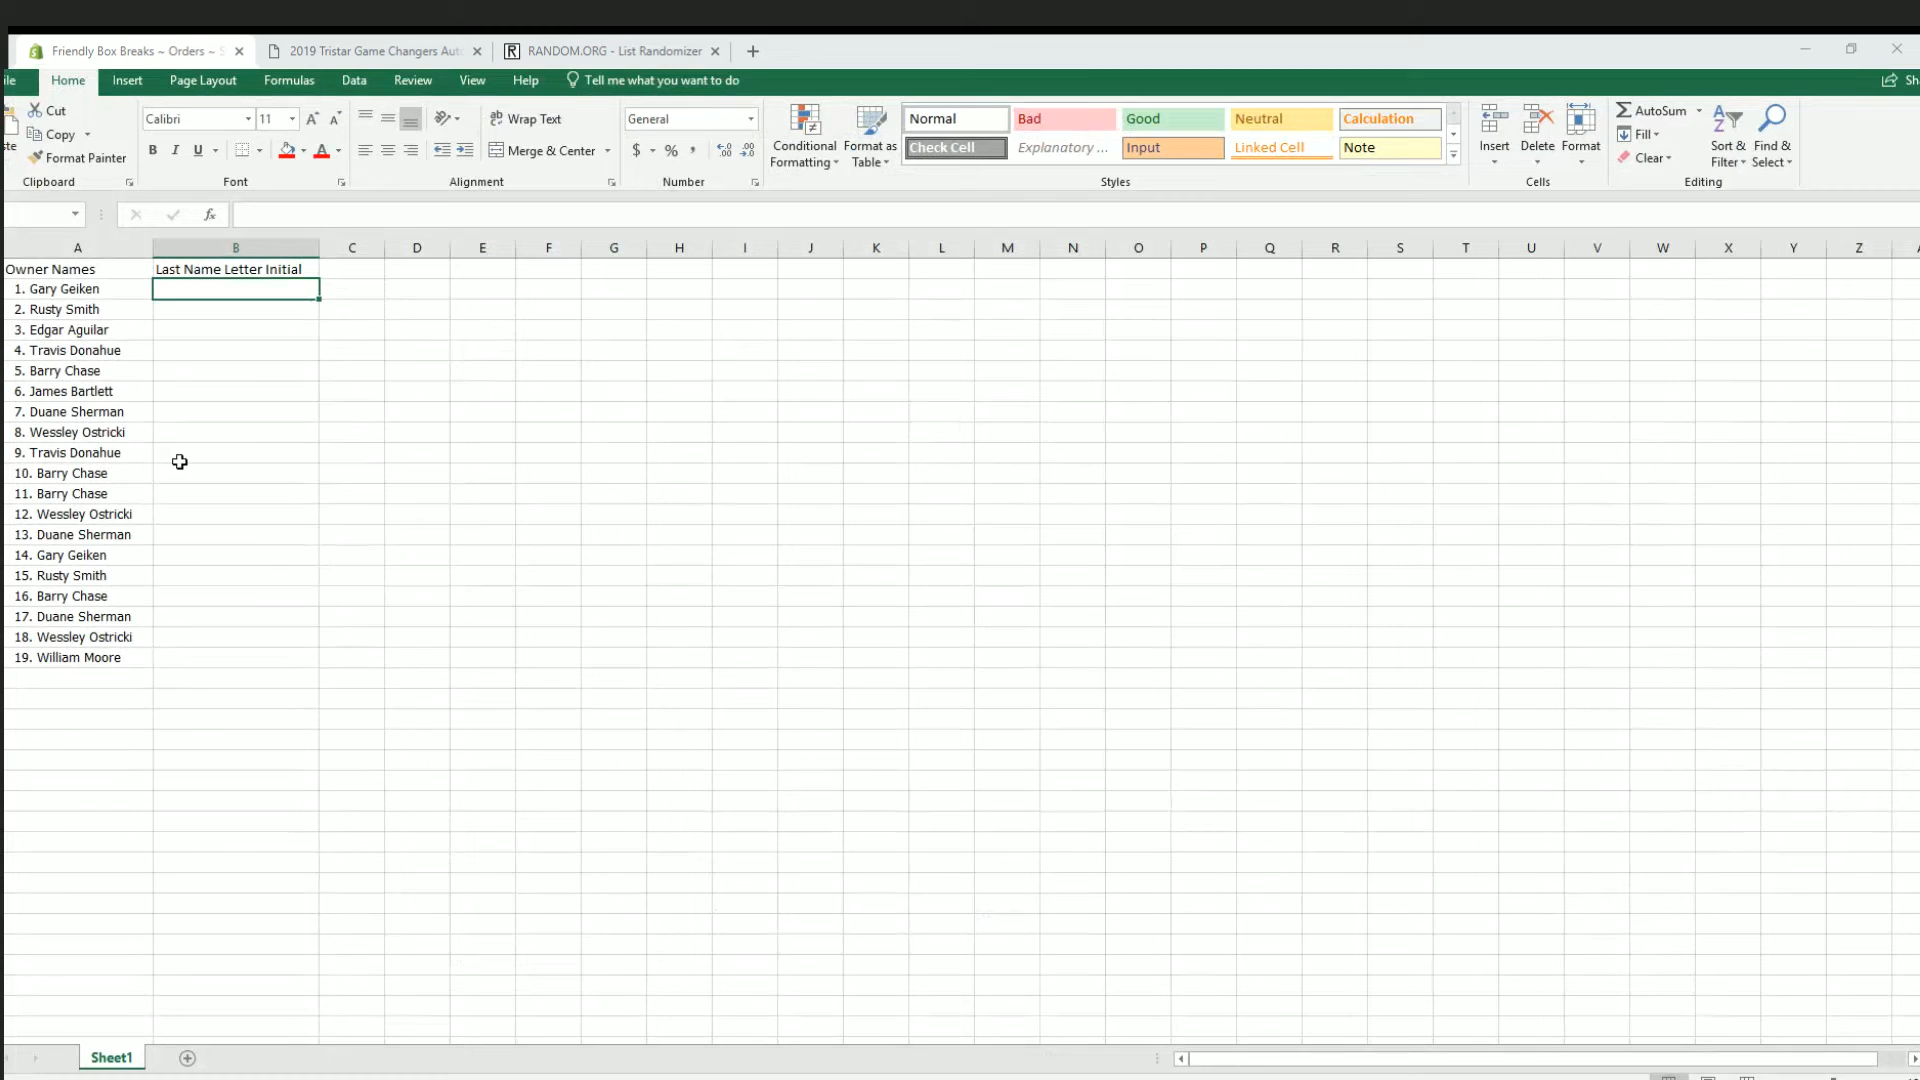 Friendly Box Breaks ~ Orders ~ S
2019 Tristar Game Changers Aut
RANDOM.ORG - List Randomizer
Home Insert Page Layout Formulas Data Review View Help Tell me what you want to do
Cut
Copy
Format Painter
Clipboard
Calibri 11
B I U
Font
Wrap Text
Merge & Center
Alignment
General
$ % ,
Number
Conditional Formatting
Format as Table
Normal Bad Good Neutral Calculation
Check Cell Explanatory ... Input Linked Cell Note
Styles
Insert Delete Format
Cells
AutoSum
Fill
Clear
Sort & Filter
Find & Select
Editing
fx
A B C D E F G H I J K L M N O P Q R S T U V W X Y Z
Owner Names Last Name Letter Initial
1. Gary Geiken
2. Rusty Smith
3. Edgar Aguilar
4. Travis Donahue
5. Barry Chase
6. James Bartlett
7. Duane Sherman
8. Wessley Ostricki
9. Travis Donahue
10. Barry Chase
11. Barry Chase
12. Wessley Ostricki
13. Duane Sherman
14. Gary Geiken
15. Rusty Smith
16. Barry Chase
17. Duane Sherman
18. Wessley Ostricki
19. William Moore
Sheet1